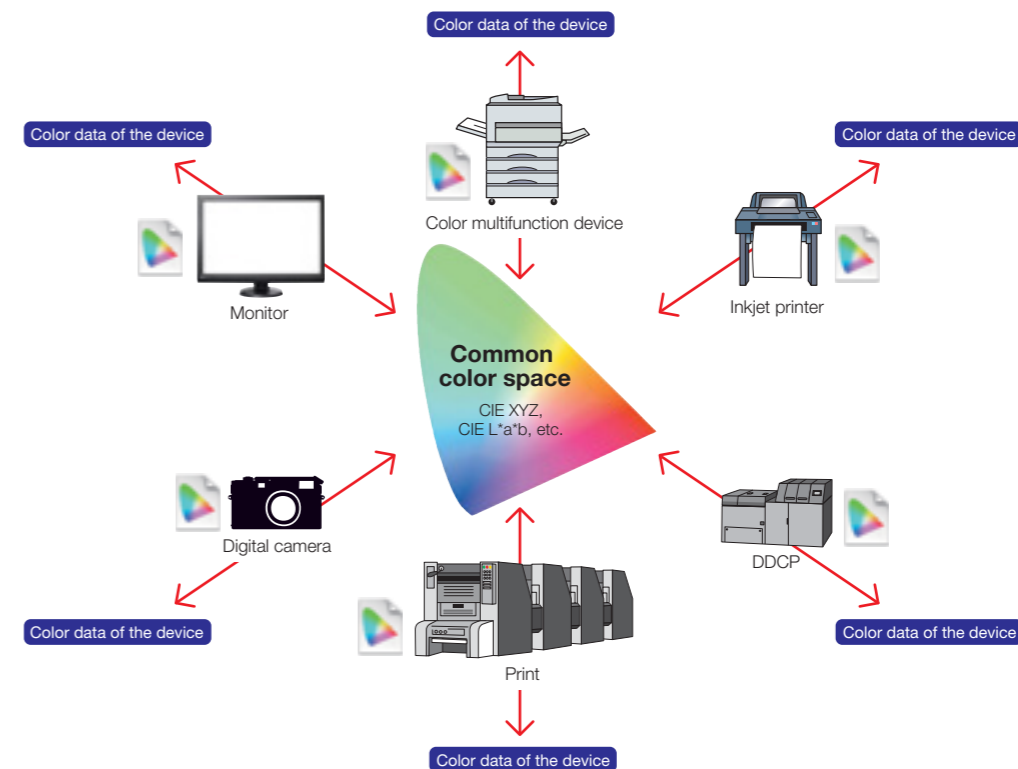 Color data of the device
Color data of the device
Color data of the device
Color multifunction device
Monitor
Inkjet printer
Common
color space
CIE XYZ,
CIE L*a*b, etc.
Digital camera
DDCP
Color data of the device
Print
Color data of the device
Color data of the device